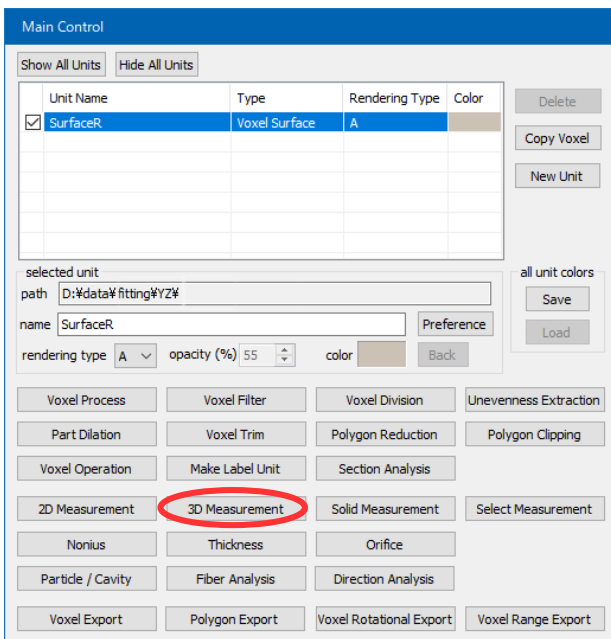 Main Control
Show All Units Hide All Units
Unit Name Type Rendering Type Color
SurfaceR Voxel Surface A
Delete
Copy Voxel
New Unit
selected unit
path D:¥data¥fitting¥YZ¥
name SurfaceR Preference
rendering type A opacity (%) 55 color Back
all unit colors
Save
Load
Voxel Process Voxel Filter Voxel Division Unevenness Extraction
Part Dilation Voxel Trim Polygon Reduction Polygon Clipping
Voxel Operation Make Label Unit Section Analysis
2D Measurement 3D Measurement Solid Measurement Select Measurement
Nonius Thickness Orifice
Particle / Cavity Fiber Analysis Direction Analysis
Voxel Export Polygon Export Voxel Rotational Export Voxel Range Export